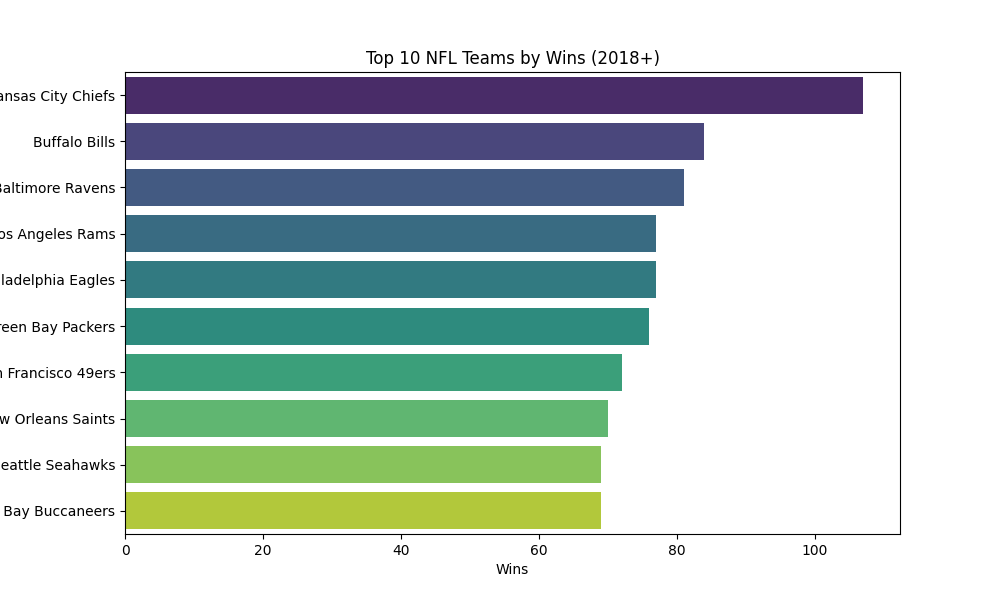 Top 10 NFL Teams by Wins (2018+)
ansas City Chiefs
Buffalo Bills
Baltimore Ravens
os Angeles Rams
ladelphia Eagles
reen Bay Packers
n Francisco 49ers
w Orleans Saints
eattle Seahawks
Bay Buccaneers
0 20 40 60 80 100
Wins